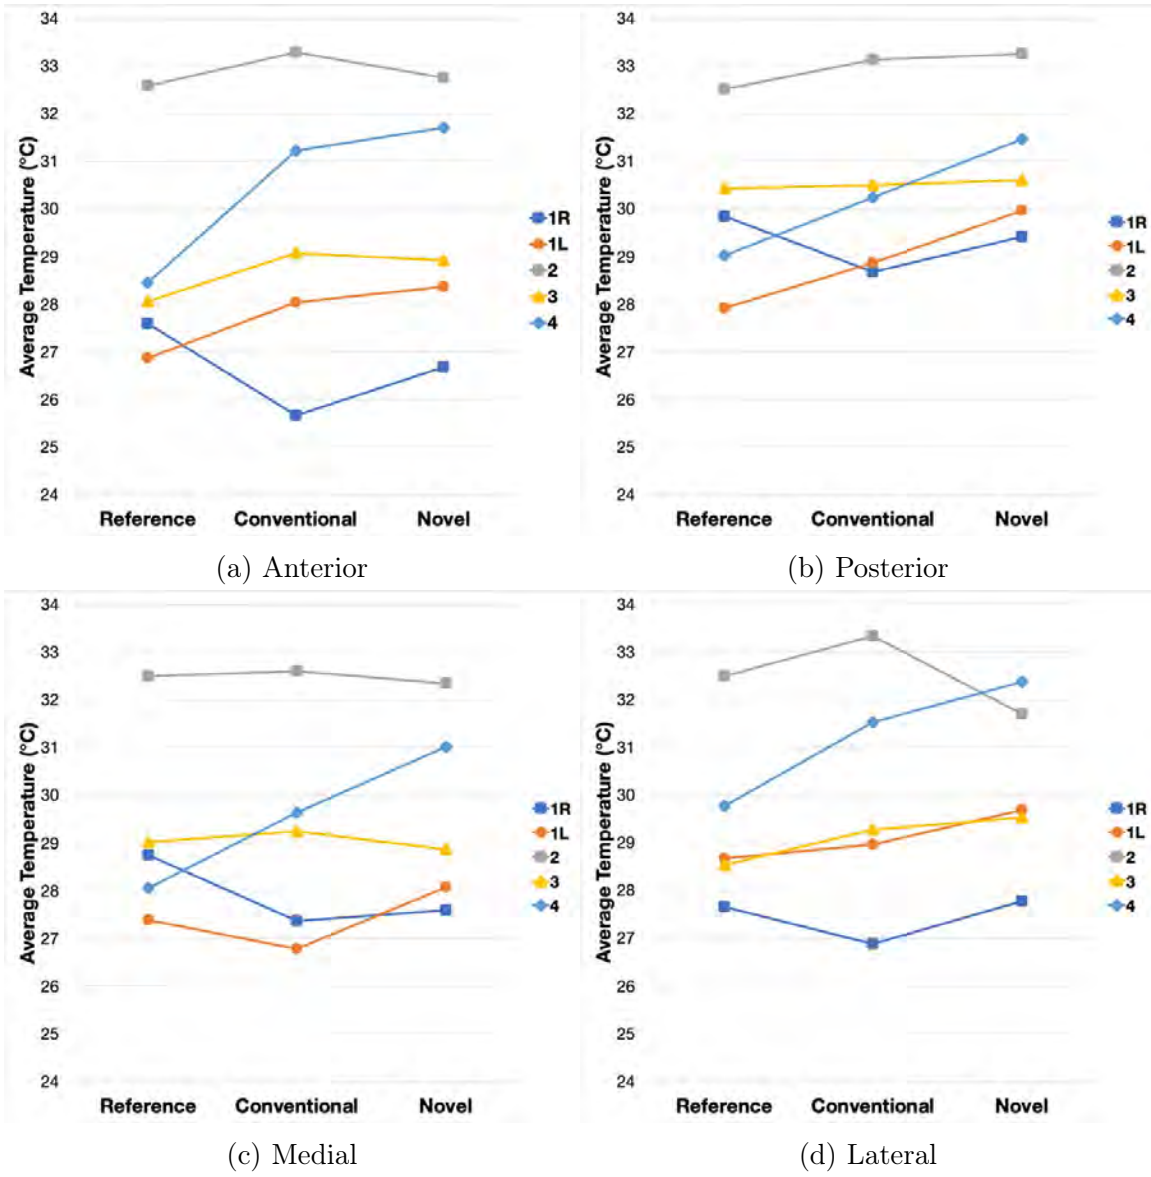 34
33
32
31
30
29
28
27
26
25
24
Average Temperature (°C)
Reference Conventional Novel
1R
1L
2
3
4
(a) Anterior
34
33
32
31
30
29
28
27
26
25
24
Average Temperature (°C)
Reference Conventional Novel
1R
1L
2
3
4
(b) Posterior
34
33
32
31
30
29
28
27
26
25
24
Average Temperature (°C)
Reference Conventional Novel
1R
1L
2
3
4
(c) Medial
34
33
32
31
30
29
28
27
26
25
24
Average Temperature (°C)
Reference Conventional Novel
1R
1L
2
3
4
(d) Lateral